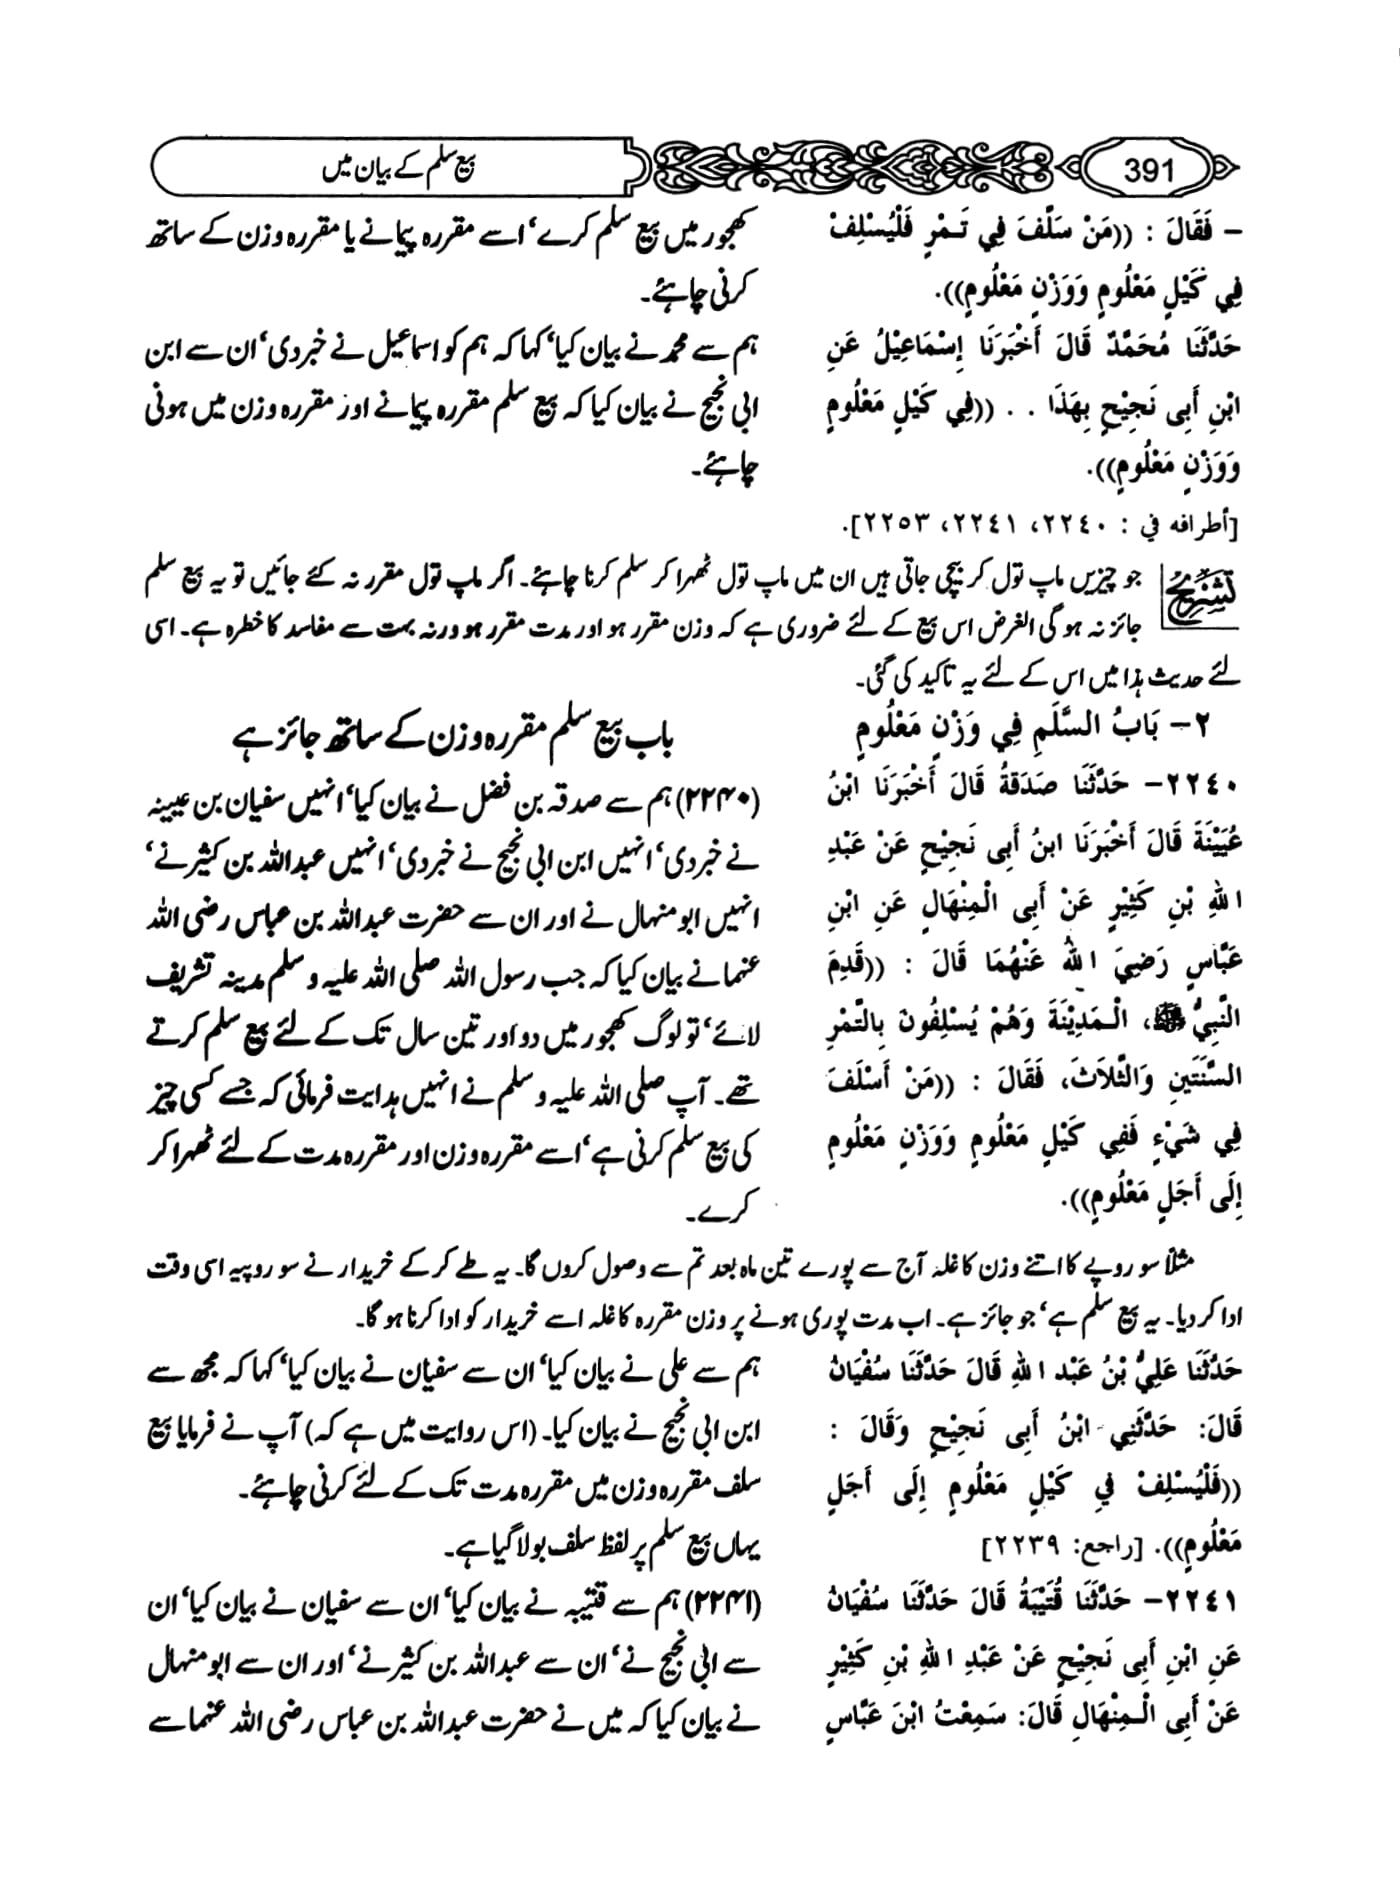 391
بیع سلم کے بیان میں
– فَقَالَ : ((مَنْ سَلَّفَ فِي تَـمْرٍ فَلْيُسْلِفْ
فِي كَيْلٍ مَعْلُومٍ وَوَزْنٍ مَعْلُومٍ)).
حَدَّثَنَا مُحَمَّدٌ قَالَ أَخْبَرَنَا إِسْمَاعِيْلُ عَنِ
ابْنِ أَبِي نَجِيْحٍ بِهَذَا . . ((فِي كَيْلٍ مَعْلُومٍ
وَوَزْنٍ مَعْلُومٍ)).
[أطرافه في : ٢٢٤٠، ٢٢٤١، ٢٢٥٣].
کھجور میں بیع سلم کرے‘ اسے مقررہ پیمانے یا مقررہ وزن کے ساتھ
کرنی چاہئے۔
ہم سے محمد نے بیان کیا‘ کہا کہ ہم کو اسماعیل نے خبر دی‘ ان سے ابن
ابی نجیح نے بیان کیا کہ بیع سلم مقررہ پیمانے اور مقررہ وزن میں ہونی
چاہئے۔
تشریح جو چیزیں ماپ تول کر بیچی جاتی ہیں ان میں ماپ تول ٹھہرا کر سلم کرنا چاہئے۔ اگر ماپ تول مقرر نہ کئے جائیں تو یہ بیع سلم
جائز نہ ہوگی الغرض اس بیع کے لئے ضروری ہے کہ وزن مقرر ہو اور مدت مقرر ہو ورنہ بہت سے مفاسد کا خطرہ ہے۔ اسی
لئے حدیث ہذا میں اس کے لئے یہ تاکید کی گئی۔
٢– بَابُ السَّلَمِ فِي وَزْنٍ مَعْلُومٍ
٢٢٤٠– حَدَّثَنَا صَدَقَةُ قَالَ أَخْبَرَنَا ابْنُ
عُيَيْنَةَ قَالَ أَخْبَرَنَا ابنُ أَبِي نَجِيْحٍ عَنْ عَبْدِ
اللهِ بْنِ كَثِيْرٍ عَنْ أَبِي الْمِنْهَالِ عَنِ ابْنِ
عَبَّاسٍ رَضِيَ اللهُ عَنْهُمَا قَالَ : ((قَدِمَ
النَّبِيُّ ﷺ، الْـمَدِيْنَةَ وَهُمْ يُسْلِفُونَ بِالتَّمْرِ
السَّنَتَينِ وَالثَّلاَثَ، فَقَالَ : ((مَنْ أَسْلَفَ
فِي شَيْءٍ فَفِي كَيْلٍ مَعْلُومٍ وَوَزْنٍ مَعْلُومٍ
إِلَى أَجَلٍ مَعْلُومٍ)).
باب بیع سلم مقررہ وزن کے ساتھ جائز ہے
(۲۲۴۰) ہم سے صدقہ بن فضل نے بیان کیا‘ انہیں سفیان بن عیینہ
نے خبر دی‘ انہیں ابن ابی نجیح نے خبر دی‘ انہیں عبداللہ بن کثیر نے‘
انہیں ابو منہال نے اور ان سے حضرت عبداللہ بن عباس رضی اللہ
عنما نے بیان کیا کہ جب رسول اللہ صلی اللہ علیہ و سلم مدینہ تشریف
لائے‘ تو لوگ کھجور میں دو اور تین سال تک کے لئے بیع سلم کرتے
تھے۔ آپ صلی اللہ علیہ و سلم نے انہیں ہدایت فرمائی کہ جسے کسی چیز
کی بیع سلم کرنی ہے‘ اسے مقررہ وزن اور مقررہ مدت کے لئے ٹھہرا کر
کرے۔
مثلاً سو روپے کا اتنے وزن کا غلہ آج سے پورے تین ماہ بعد تم سے وصول کروں گا۔ یہ طے کر کے خریدار نے سو روپیہ اسی وقت
ادا کر دیا۔ یہ بیع سلم ہے‘ جو جائز ہے۔ اب مدت پوری ہونے پر وزن مقررہ کا غلہ اسے خریدار کو ادا کرنا ہو گا۔
حَدَّثَنَا عَلِيُّ بْنُ عَبْدِ اللهِ قَالَ حَدَّثَنَا سُفْيَانُ
قَالَ: حَدَّثَنِي ابْنُ أَبِي نَجِيْحٍ وَقَالَ :
((فَلْيُسْلِفْ فِي كَيْلٍ مَعْلُومٍ إِلَى أَجَلٍ
مَعْلُومٍ)). [راجع: ٢٢٣٩]
٢٢٤١– حَدَّثَنَا قُتَيْبَةُ قَالَ حَدَّثَنَا سُفْيَانُ
عَنِ ابْنِ أَبِي نَجِيْحٍ عَنْ عَبْدِ اللهِ بْنِ كَثِيْرٍ
عَنْ أَبِي الْـمِنْهَالِ قَالَ: سَمِعْتُ ابْنَ عَبَّاسٍ
ہم سے علی نے بیان کیا‘ ان سے سفیان نے بیان کیا‘ کہا کہ مجھ سے
ابن ابی نجیح نے بیان کیا۔ (اس روایت میں ہے کہ) آپ نے فرمایا بیع
سلف مقررہ وزن میں مقررہ مدت تک کے لئے کرنی چاہئے۔
یہاں بیع سلم پر لفظ سلف بولا گیا ہے۔
(۲۲۴۱) ہم سے قتیبہ نے بیان کیا‘ ان سے سفیان نے بیان کیا‘ ان
سے ابی نجیح نے‘ ان سے عبداللہ بن کثیر نے‘ اور ان سے ابو منہال
نے بیان کیا کہ میں نے حضرت عبداللہ بن عباس رضی اللہ عنما سے